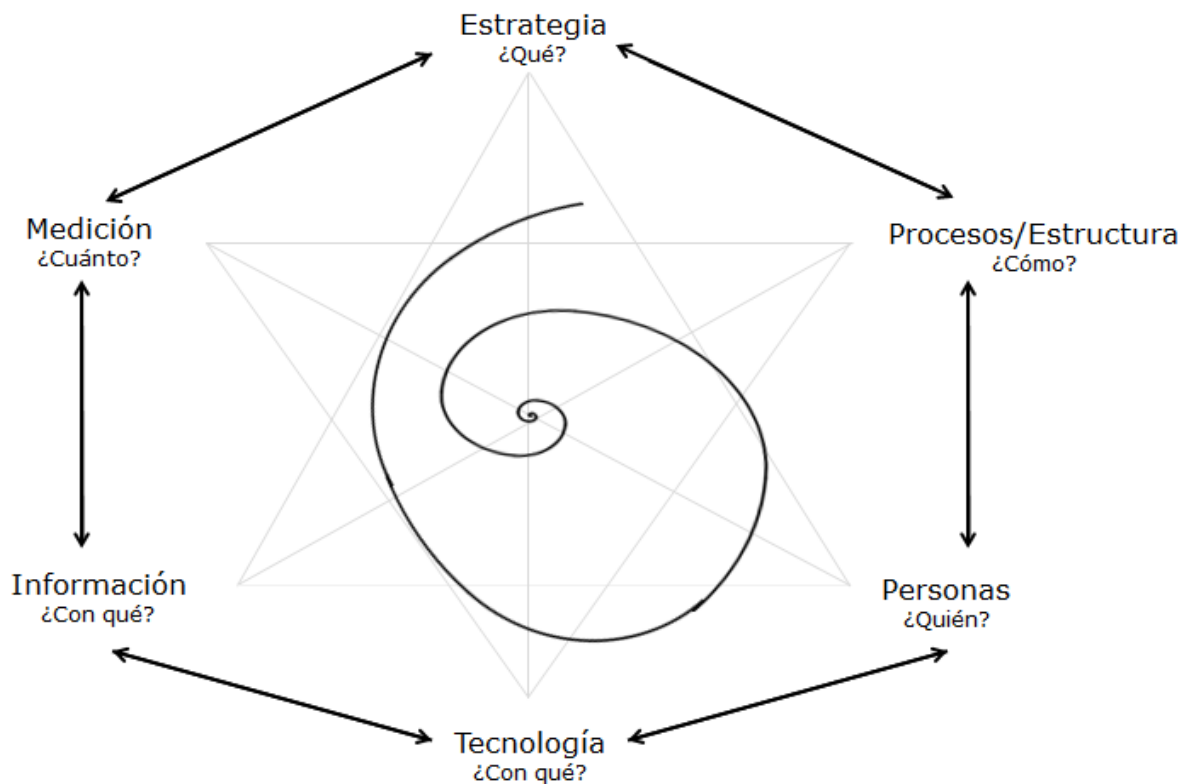 Estrategia
¿Qué?
Medición
¿Cuánto?
Procesos/Estructura
¿Cómo?
Información
¿Con qué?
Personas
¿Quién?
Tecnología
¿Con qué?